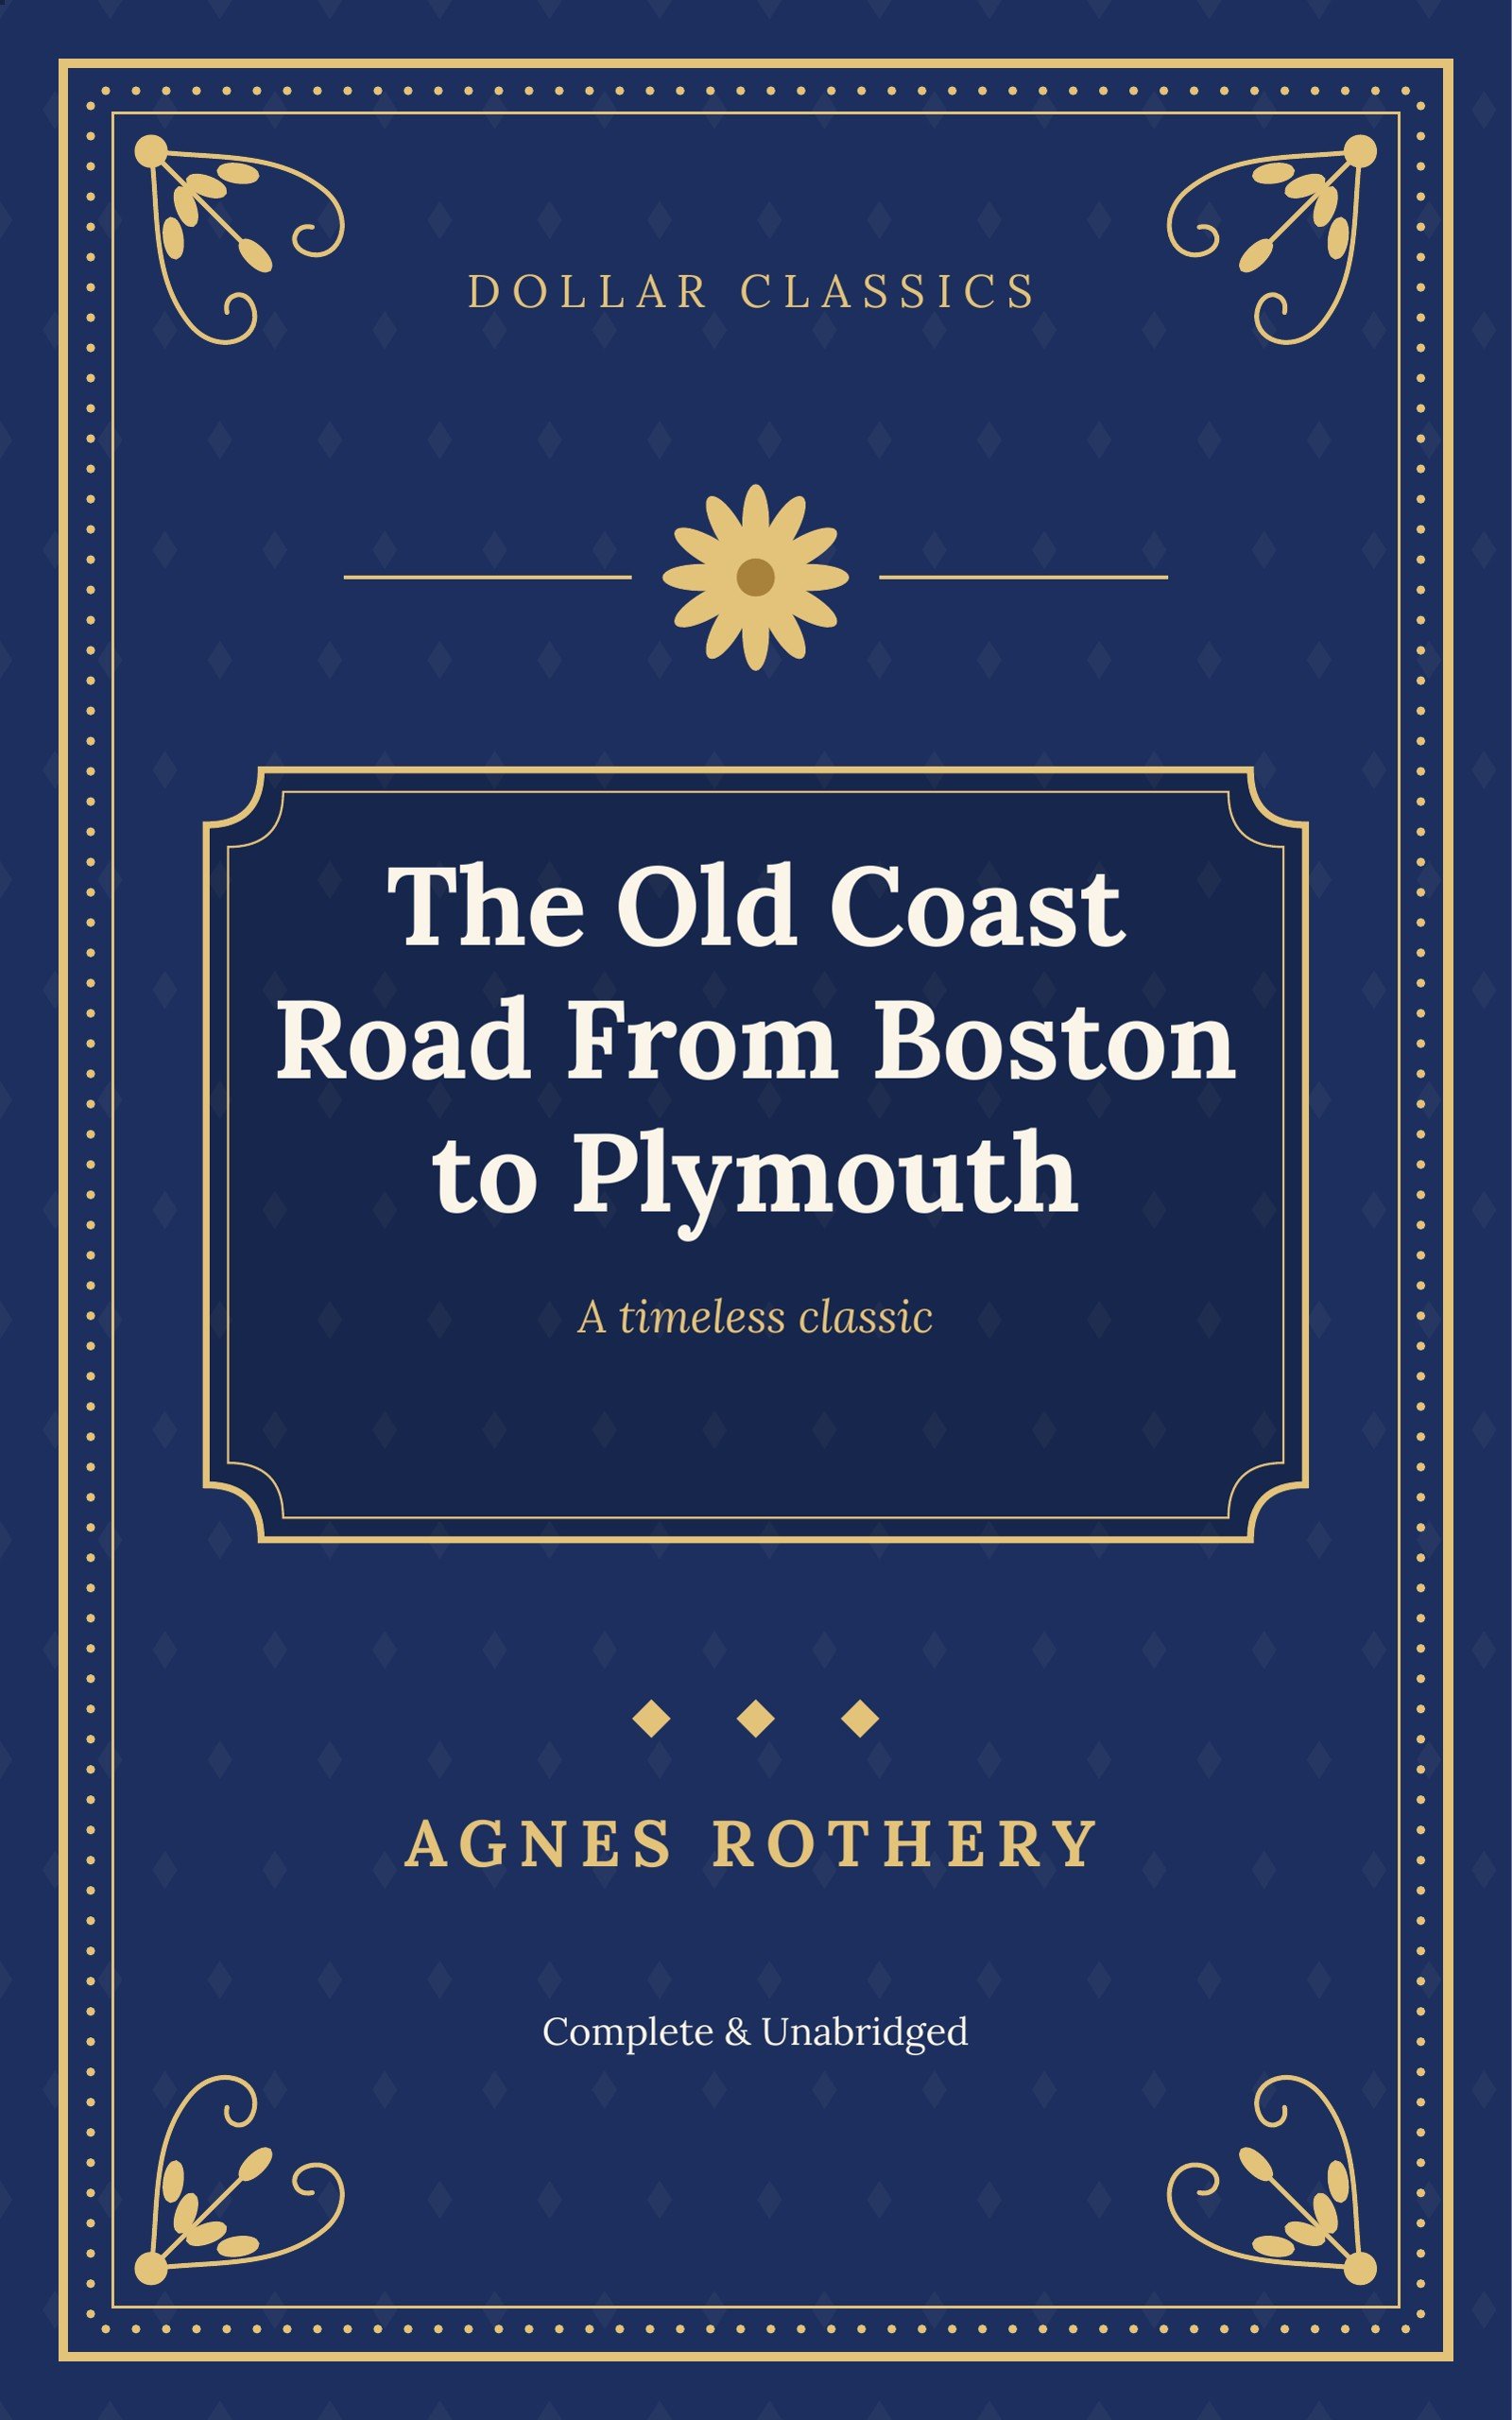 DOLLAR CLASSICS
The Old Coast
Road From Boston
to Plymouth
A timeless classic
AGNES ROTHERY
Complete & Unabridged